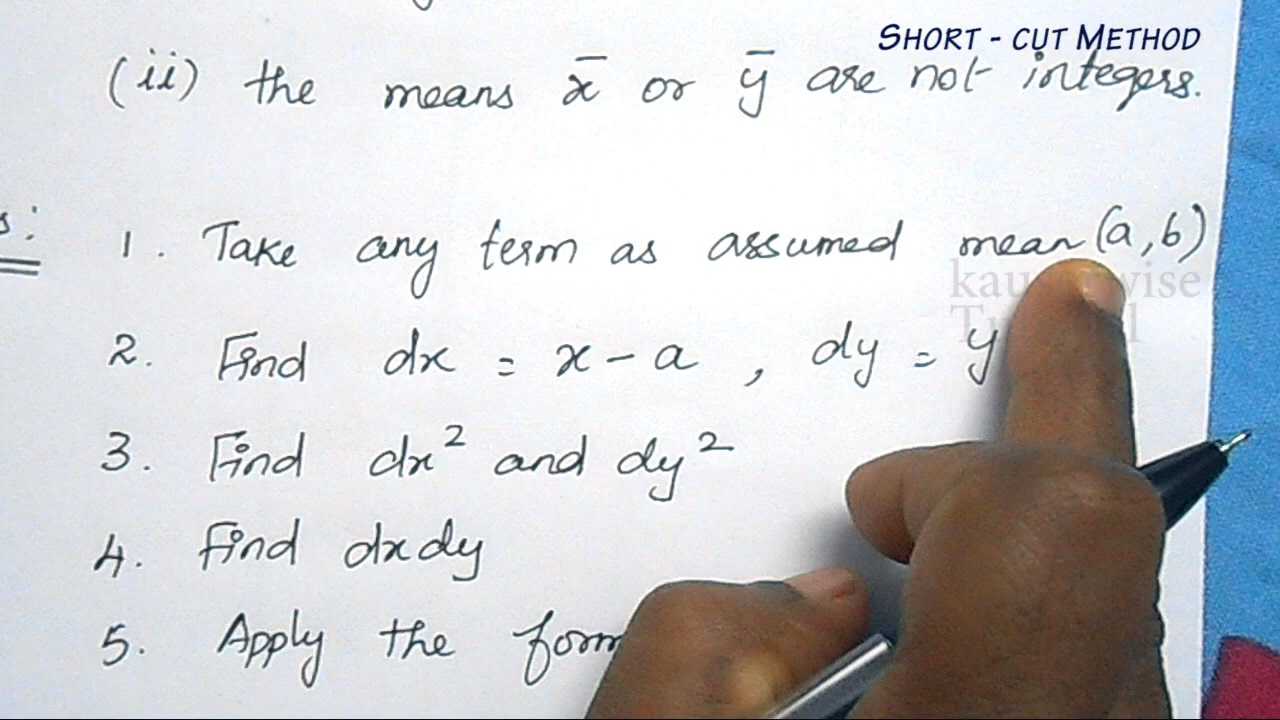 SHORT - CUT METHOD
(ii) the means x̄ or ȳ are not integers.
s:
1. Take any term as assumed mean (a,b)
2. Find dx = x - a , dy = y
3. Find dx² and dy²
4. Find dxdy
5. Apply the form